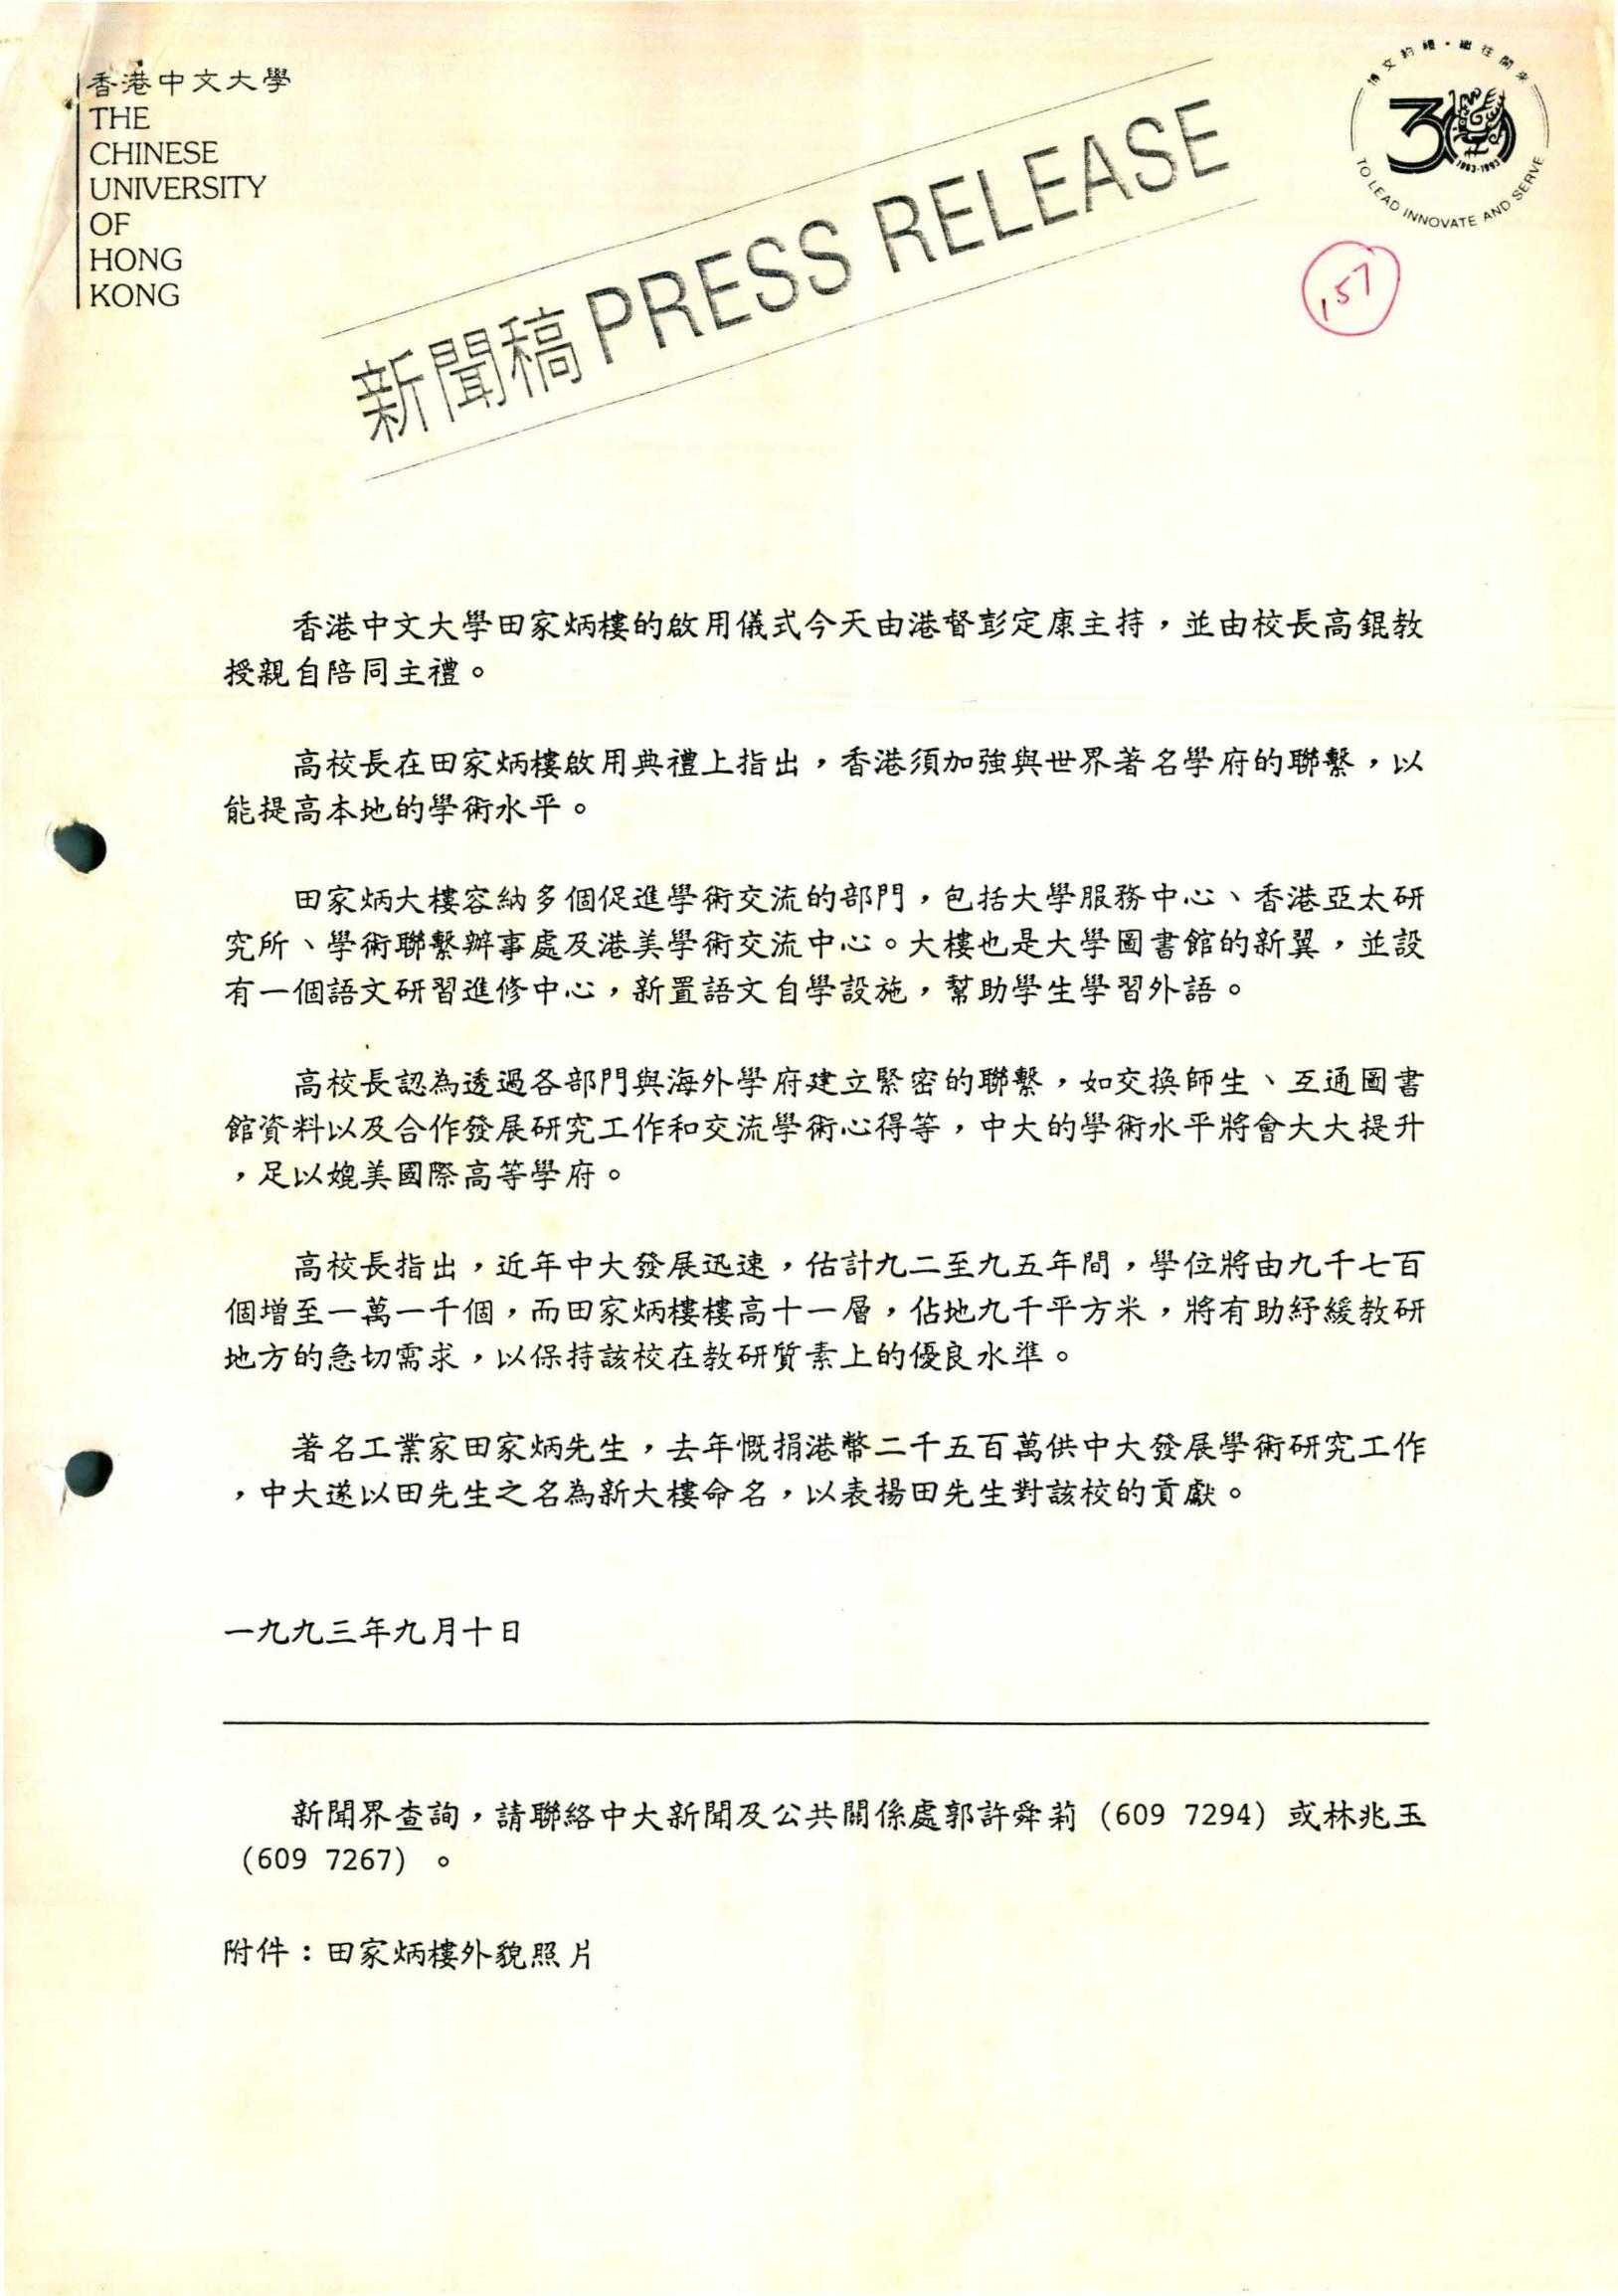 香港中文大學
THE
CHINESE
UNIVERSITY
OF
HONG
KONG
博文約禮·繼往開來
30
1963-1993
TO LEAD INNOVATE AND SERVE
157
新聞稿 PRESS RELEASE
香港中文大學田家炳樓的啟用儀式今天由港督彭定康主持，並由校長高錕教
授親自陪同主禮。
高校長在田家炳樓啟用典禮上指出，香港須加強與世界著名學府的聯繫，以
能提高本地的學術水平。
田家炳大樓容納多個促進學術交流的部門，包括大學服務中心、香港亞太研
究所、學術聯繫辦事處及港美學術交流中心。大樓也是大學圖書館的新翼，並設
有一個語文研習進修中心，新置語文自學設施，幫助學生學習外語。
高校長認為透過各部門與海外學府建立緊密的聯繫，如交換師生、互通圖書
館資料以及合作發展研究工作和交流學術心得等，中大的學術水平將會大大提升
，足以媲美國際高等學府。
高校長指出，近年中大發展迅速，估計九二至九五年間，學位將由九千七百
個增至一萬一千個，而田家炳樓樓高十一層，佔地九千平方米，將有助紓緩教研
地方的急切需求，以保持該校在教研質素上的優良水準。
著名工業家田家炳先生，去年慨捐港幣二千五百萬供中大發展學術研究工作
，中大遂以田先生之名為新大樓命名，以表揚田先生對該校的貢獻。
一九九三年九月十日
新聞界查詢，請聯絡中大新聞及公共關係處郭許舜莉 (609 7294) 或林兆玉
(609 7267) 。
附件：田家炳樓外貌照片